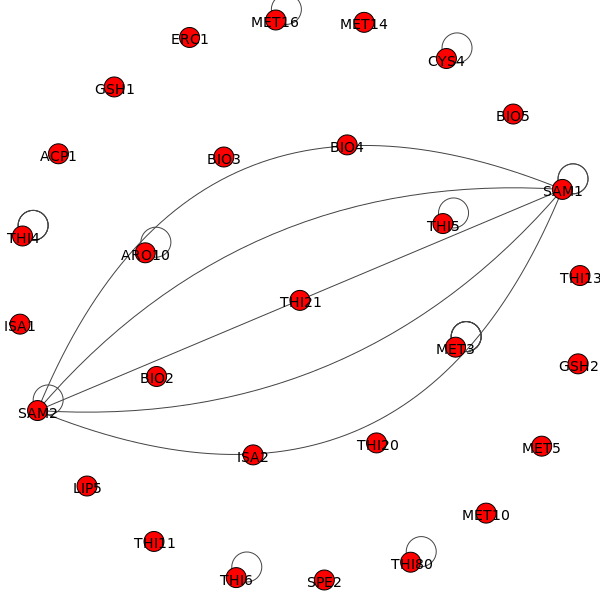 MET16
MET14
ERC1
CYS4
GSH1
BIO5
BIO4
ACP1
BIO3
SAM1
THI5
THI4
ARO10
THI13
THI21
ISA1
MET3
GSH2
BIO2
SAM2
THI20
MET5
ISA2
LIP5
MET10
THI11
THI80
THI6
SPE2